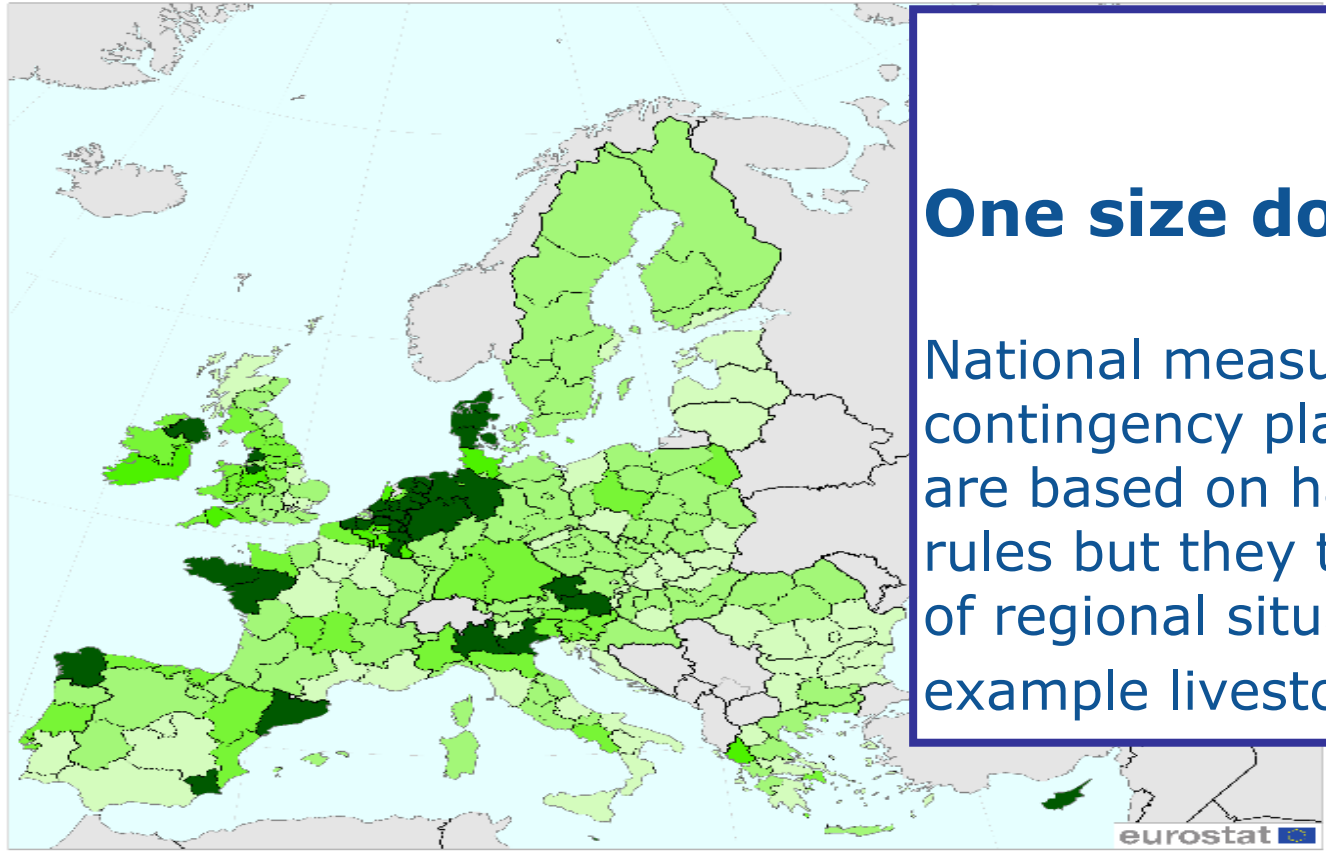 One size do
National measu
contingency pla
are based on ha
rules but they t
of regional situ
example livesto
eurostat